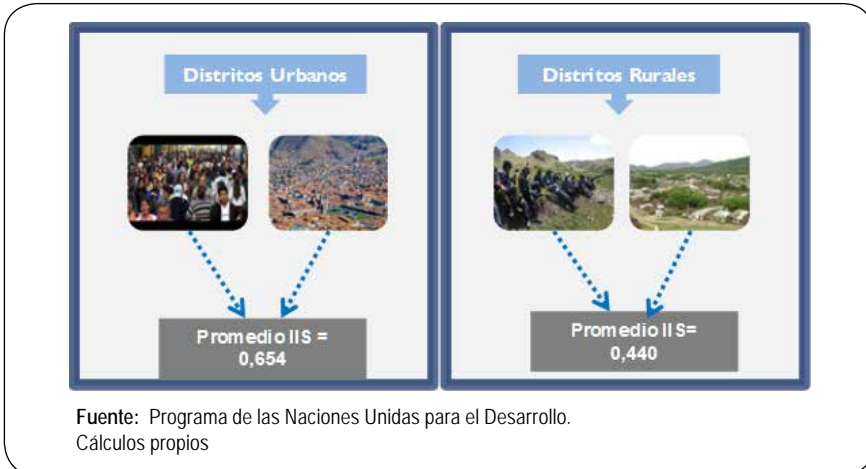 Distritos Urbanos
Promedio IIS =
0,654
Distritos Rurales
Promedio IIS=
0,440
Fuente: Programa de las Naciones Unidas para el Desarrollo.
Cálculos propios